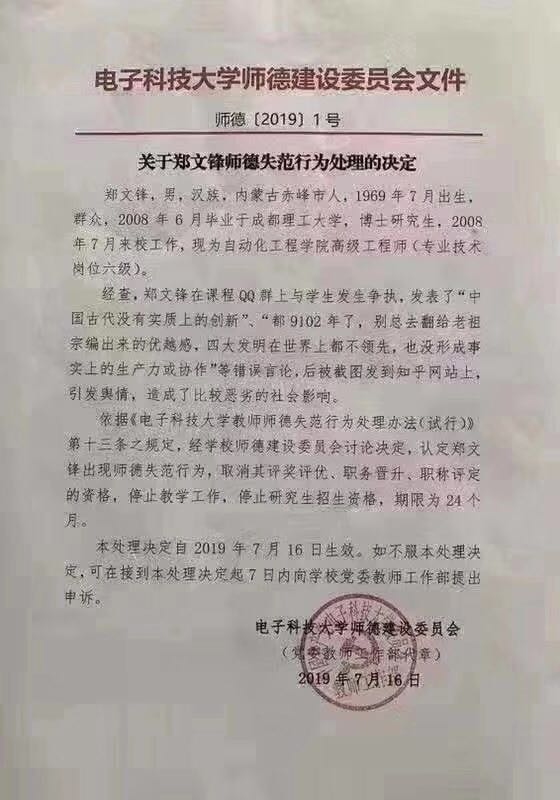 电子科技大学师德建设委员会文件
师德〔2019〕1号
关于郑文锋师德失范行为处理的决定
郑文锋，男，汉族，内蒙古赤峰市人，1969年7月出生，
群众，2008年6月毕业于成都理工大学，博士研究生，2008
年7月来校工作，现为自动化工程学院高级工程师（专业技术
岗位六级）。
经查，郑文锋在课程QQ群上与学生发生争执，发表了“中
国古代没有实质上的创新”、“都9102年了，别总去翻给老祖
宗编出来的优越感，四大发明在世界上都不领先，也没形成事
实上的生产力或协作”等错误言论，后被截图发到知乎网站上，
引发舆情，造成了比较恶劣的社会影响。
依据《电子科技大学教师师德失范行为处理办法（试行）》
第十三条之规定，经学校师德建设委员会讨论决定，认定郑文
锋出现师德失范行为，取消其评奖评优、职务晋升、职称评定
的资格，停止教学工作，停止研究生招生资格，期限为24个
月。
本处理决定自2019年7月16日生效。如不服本处理决
定，可在接到本处理决定起7日内向学校党委教师工作部提出
申诉。
电子科技大学师德建设委员会
（党委教师工作部代章）
2019年7月16日
教师工作部